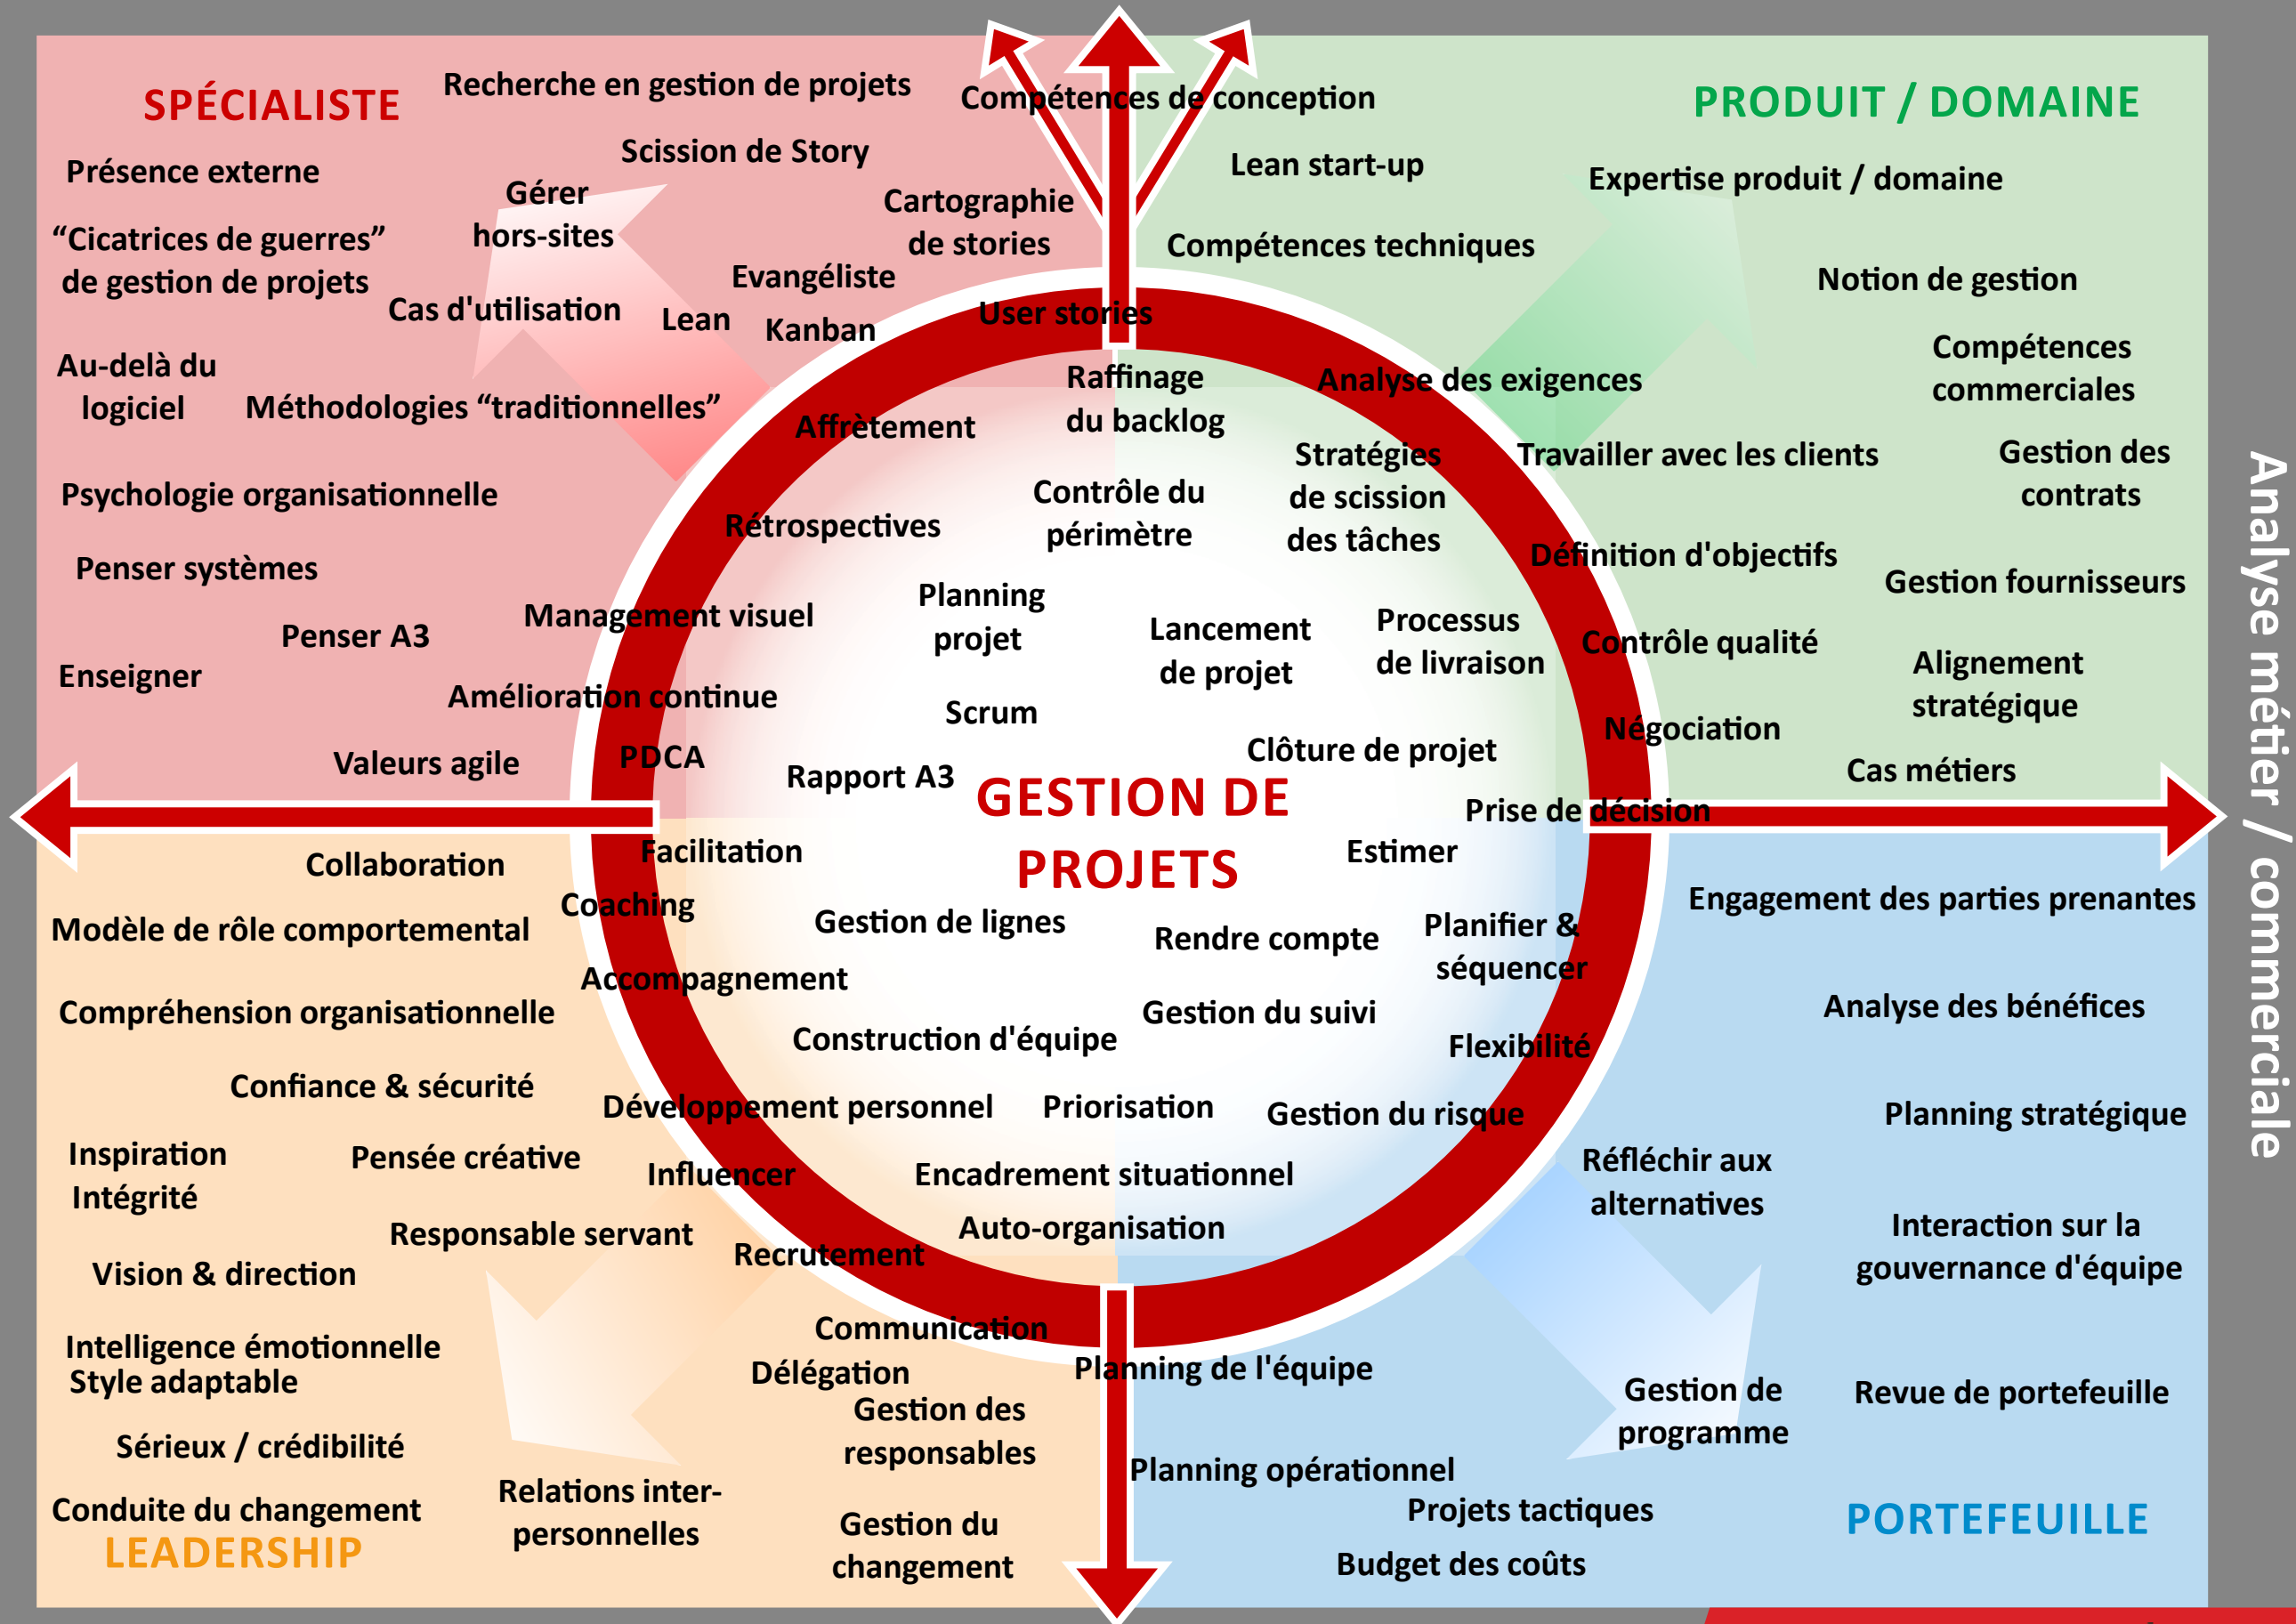 SPÉCIALISTE
Recherche en gestion de projets
Scission de Story
Présence externe
Gérer
hors-sites
Cartographie
de stories
“Cicatrices de guerres”
de gestion de projets
Evangéliste
Cas d'utilisation
Lean
Kanban
User stories
Au-delà du
logiciel
Méthodologies “traditionnelles”
Affrètement
Psychologie organisationnelle
Rétrospectives
Penser systèmes
Management visuel
Penser A3
Enseigner
Amélioration continue
Valeurs agile
PDCA
Planning
projet
Scrum
Rapport A3
Compétences de conception
PRODUIT / DOMAINE
Lean start-up
Expertise produit / domaine
Compétences techniques
Notion de gestion
Compétences
commerciales
Raffinage
du backlog
Analyse des exigences
Stratégies
de scission
des tâches
Travailler avec les clients
Gestion des
contrats
Contrôle du
périmètre
Définition d'objectifs
Gestion fournisseurs
Lancement
de projet
Processus
de livraison
Contrôle qualité
Alignement
stratégique
Négociation
Clôture de projet
Cas métiers
Prise de décision
GESTION DE
PROJETS
Collaboration
Facilitation
Coaching
Modèle de rôle comportemental
Gestion de lignes
Accompagnement
Compréhension organisationnelle
Construction d'équipe
Confiance & sécurité
Développement personnel
Inspiration
Intégrité
Pensée créative
Influencer
Encadrement situationnel
Responsable servant
Auto-organisation
Recrutement
Vision & direction
Communication
Intelligence émotionnelle
Style adaptable
Délégation
Gestion des
responsables
Sérieux / crédibilité
Relations inter-
personnelles
Conduite du changement
Gestion du
changement
LEADERSHIP
Estimer
Engagement des parties prenantes
Rendre compte
Planifier &
séquencer
Gestion du suivi
Analyse des bénéfices
Flexibilité
Priorisation
Gestion du risque
Planning stratégique
Réfléchir aux
alternatives
Interaction sur la
gouvernance d'équipe
Planning de l'équipe
Gestion de
programme
Revue de portefeuille
Planning opérationnel
Projets tactiques
PORTEFEUILLE
Budget des coûts
Analyse métier / commerciale